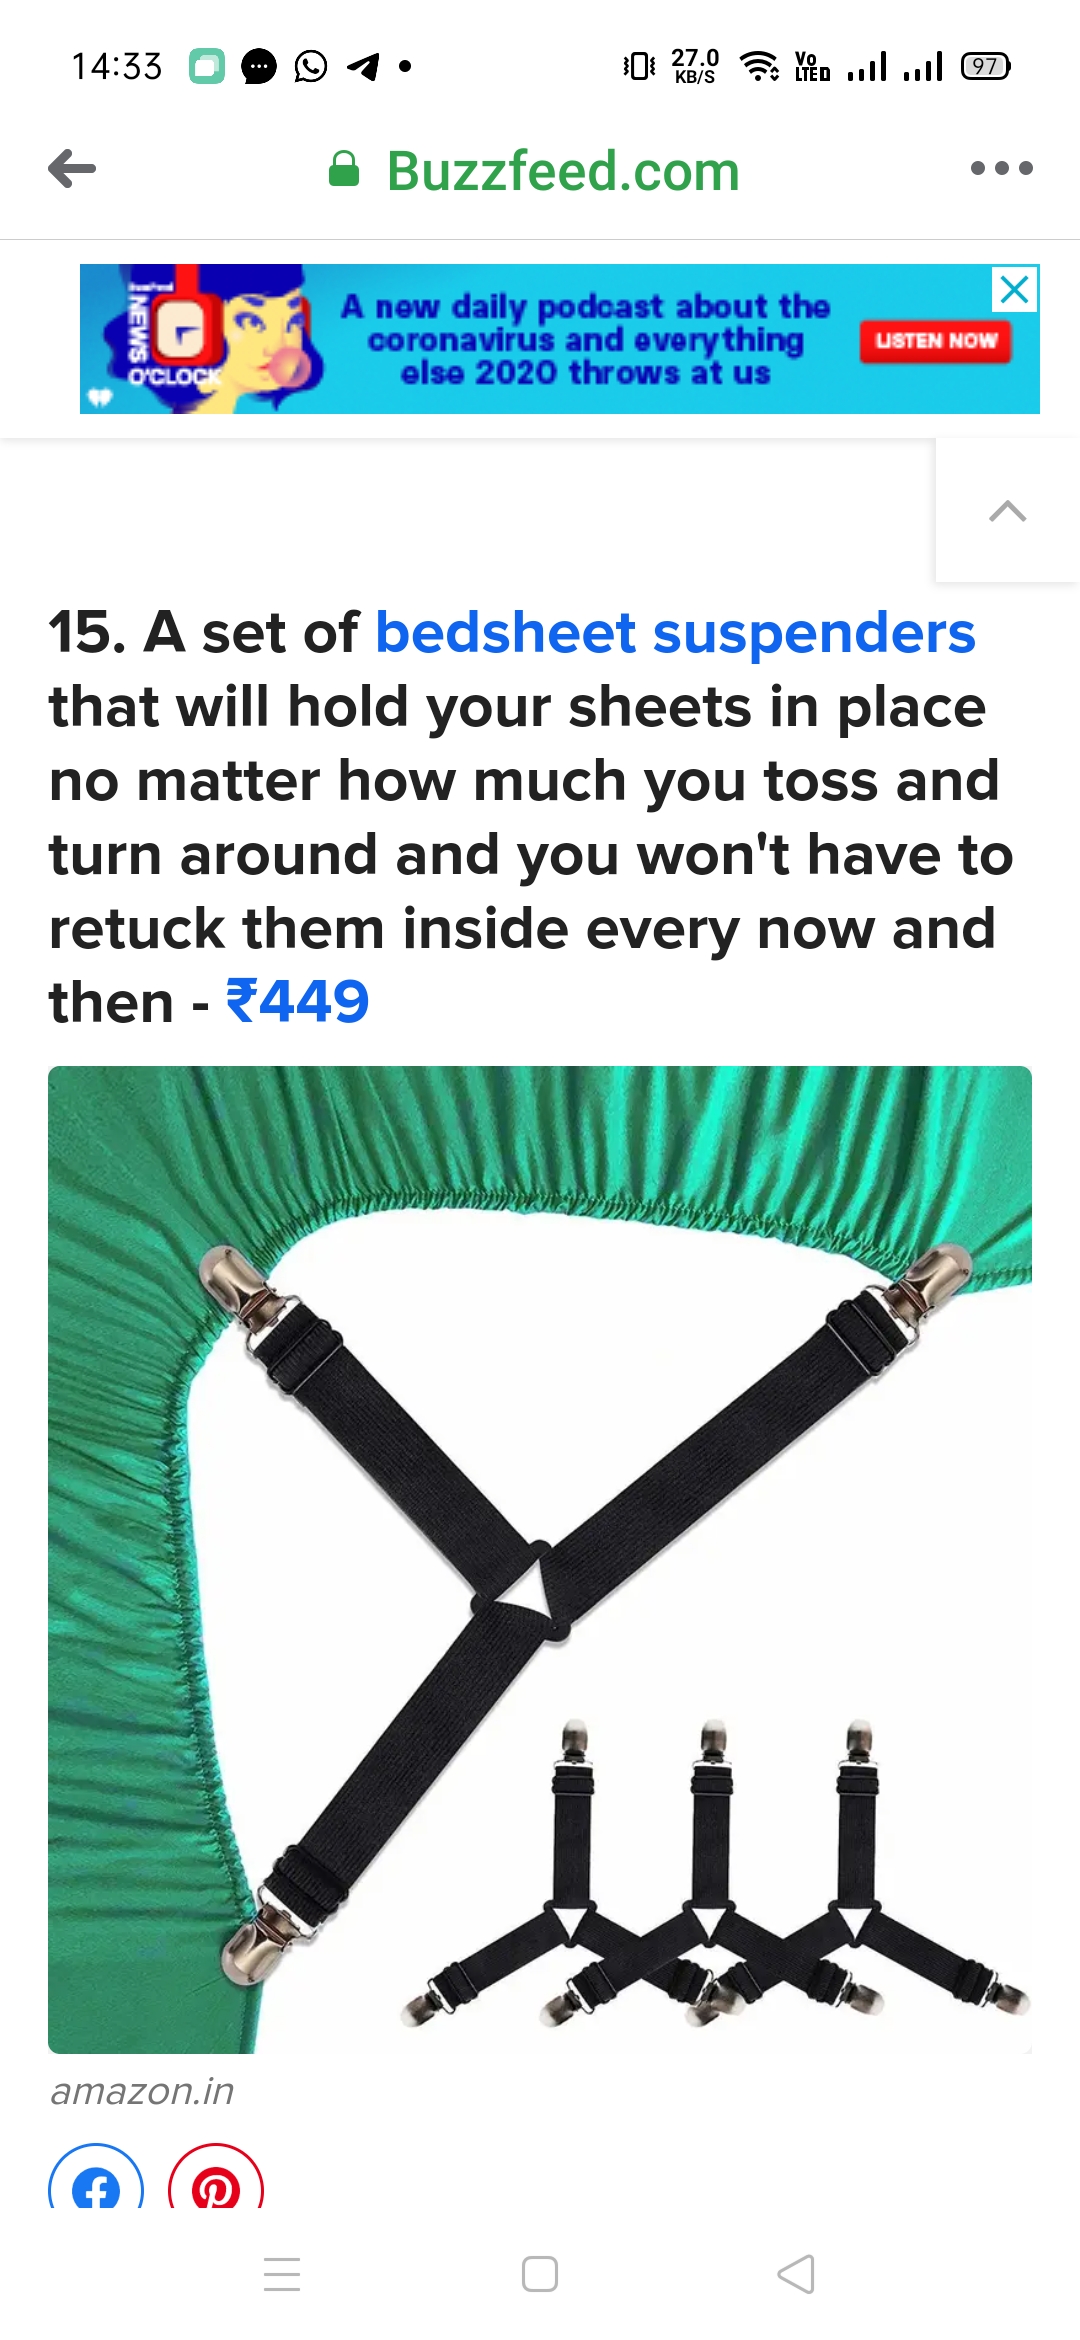 14:33
27.0
KB/S
Vo
LTE
97
Buzzfeed.com
NEWS
O'CLOCK
A new daily podcast about the
coronavirus and everything
else 2020 throws at us
LISTEN NOW
15. A set of bedsheet suspenders
that will hold your sheets in place
no matter how much you toss and
turn around and you won't have to
retuck them inside every now and
then - ₹449
amazon.in